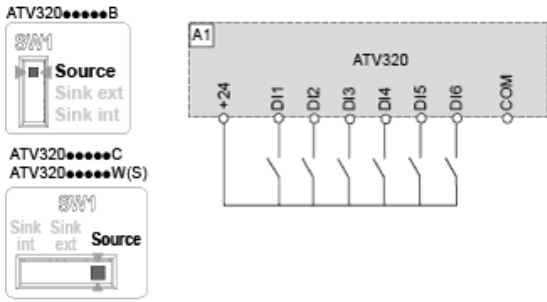 ATV320●●●●●B
SW1
Source
Sink ext
Sink int
ATV320●●●●●C
ATV320●●●●●W(S)
SW1
Sink int
Sink ext
Source
A1
ATV320
+24
DI1
DI2
DI3
DI4
DI5
DI6
COM